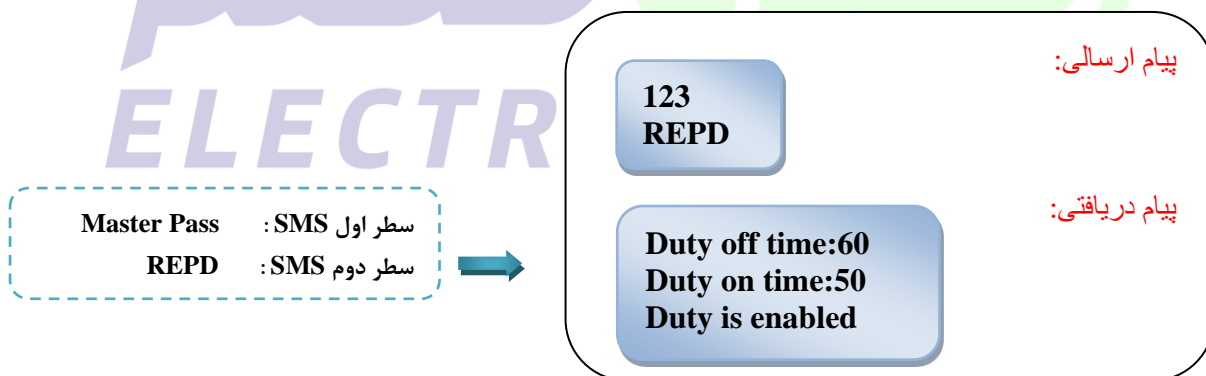 ELECTR
پیام ارسالی:
123
REPD
سطر اول SMS: Master Pass
سطر دوم SMS: REPD
پیام دریافتی:
Duty off time:60
Duty on time:50
Duty is enabled